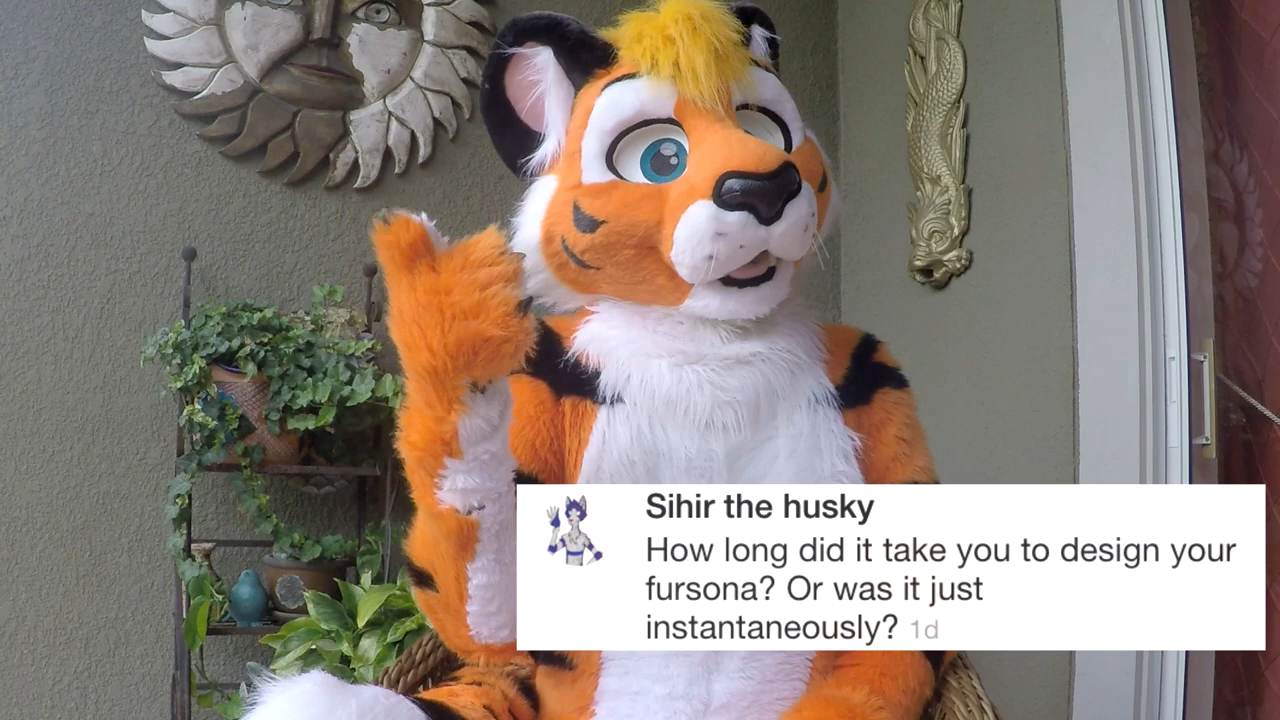 Sihir the husky
How long did it take you to design your
fursona? Or was it just
instantaneously? 1d